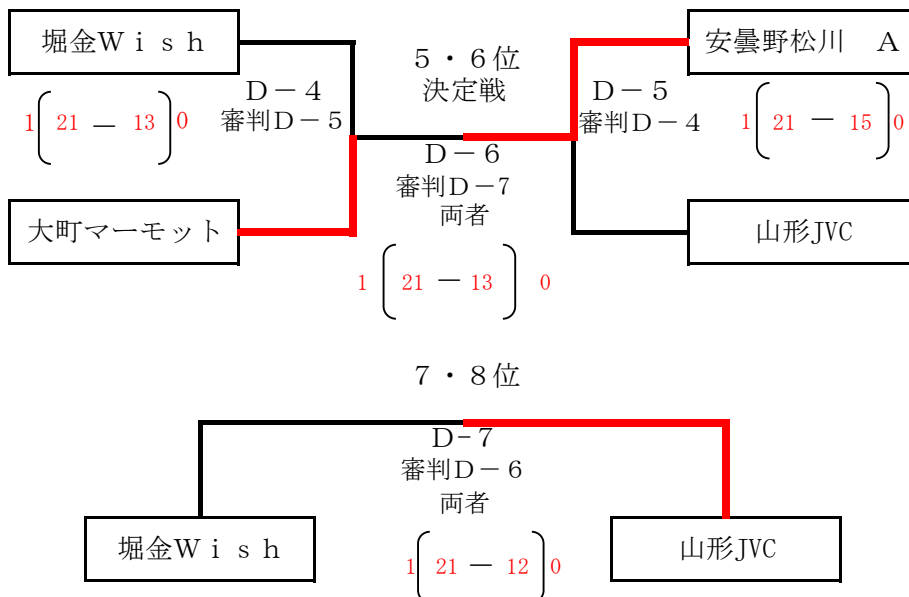 堀金Ｗｉｓｈ
安曇野松川　Ａ
５・６位
決定戦
Ｄ－４
審判Ｄ－５
Ｄ－５
審判Ｄ－４
1 21 － 13 0
1 21 － 15 0
Ｄ－６
審判Ｄ－7
両者
大町マーモット
山形JVC
1 21 － 13 0
７・８位
Ｄ-７
審判Ｄ－６
両者
堀金Ｗｉｓｈ
山形JVC
1 21 － 12 0